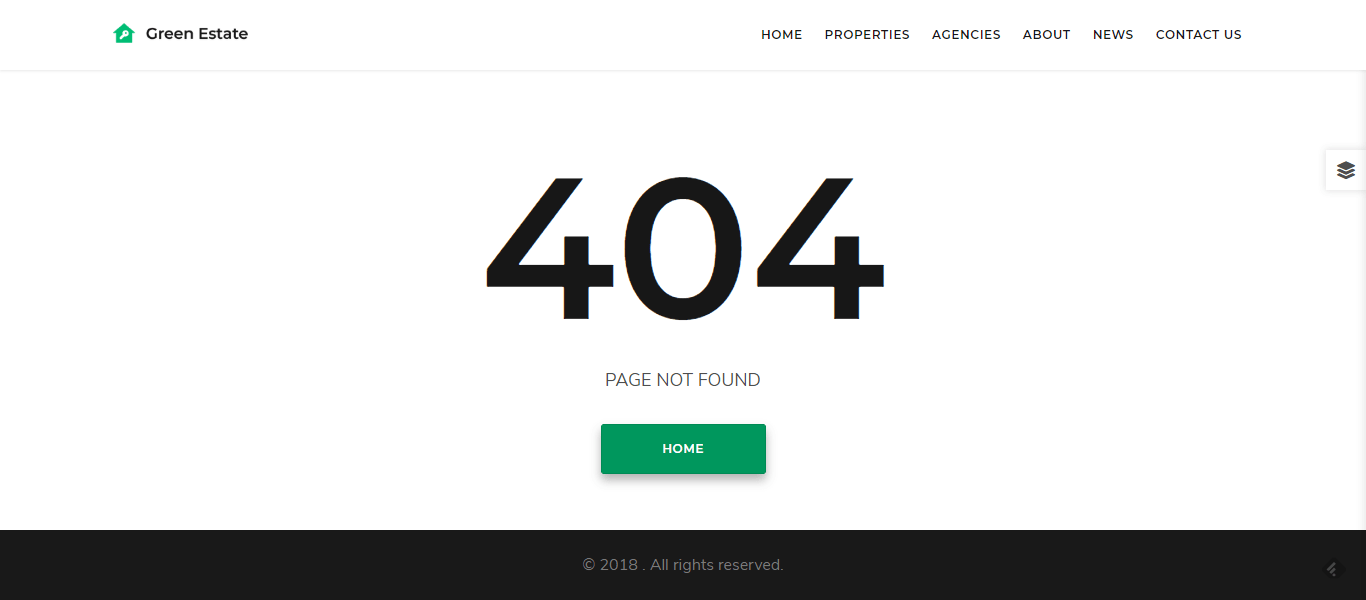 Green Estate
HOME PROPERTIES AGENCIES ABOUT NEWS CONTACT US
404
PAGE NOT FOUND
HOME
© 2018 . All rights reserved.